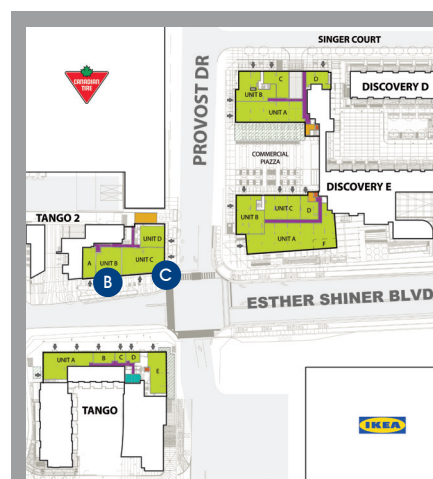 SINGER COURT
CANADIAN
TIRE
PROVOST DR
C
D
DISCOVERY D
UNIT B
UNIT A
COMMERCIAL
PIAZZA
DISCOVERY E
UNIT C
D
UNIT B
UNIT A
F
TANGO 2
UNIT D
A
UNIT B
UNIT C
B
C
ESTHER SHINER BLVD
UNIT A
B
C
D
E
TANGO
IKEA